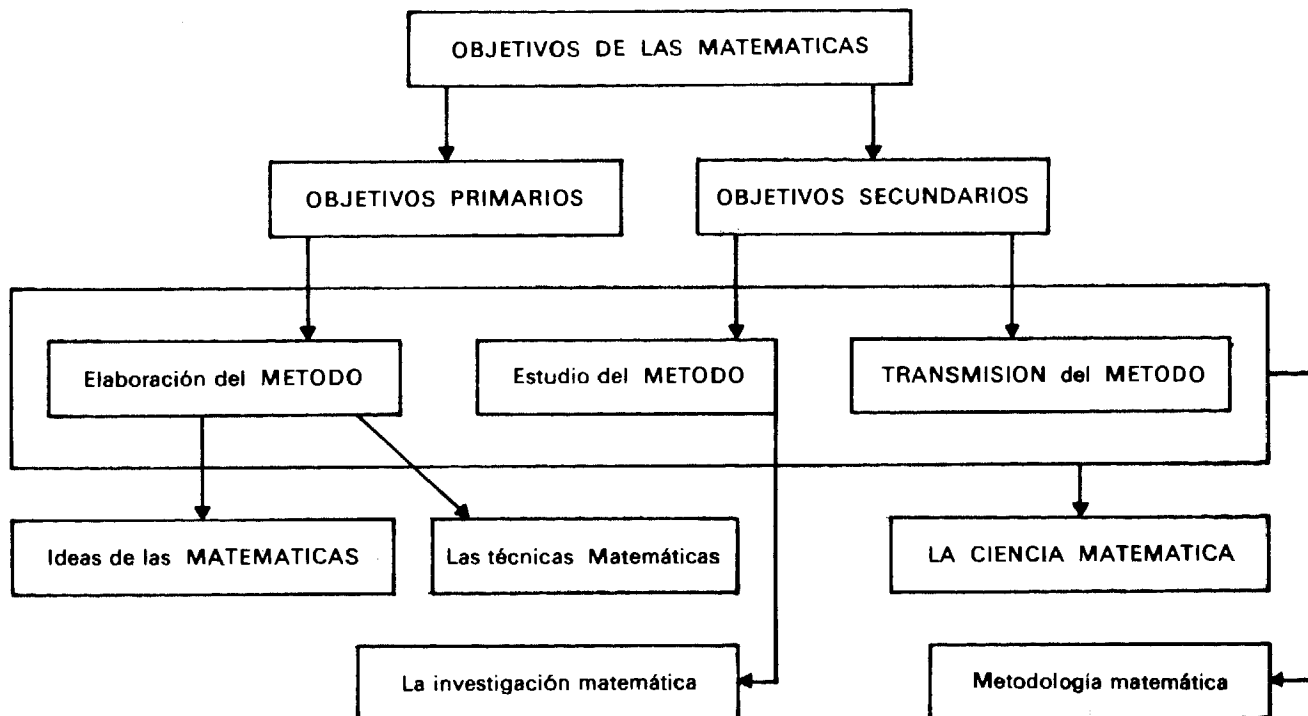 OBJETIVOS DE LAS MATEMATICAS
OBJETIVOS PRIMARIOS
OBJETIVOS SECUNDARIOS
Elaboración del METODO
Estudio del METODO
TRANSMISION del METODO
Ideas de las MATEMATICAS
Las técnicas Matemáticas
LA CIENCIA MATEMATICA
La investigación matemática
Metodología matemática